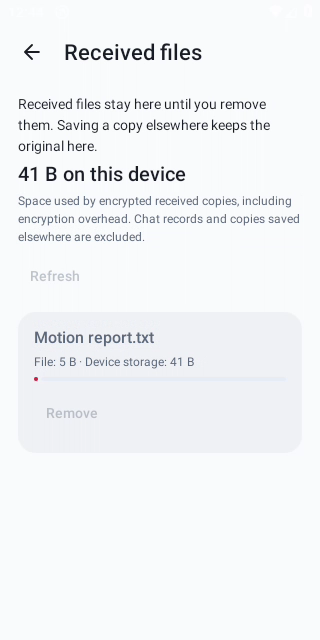 Received files
Received files stay here until you remove
them. Saving a copy elsewhere keeps the
original here.
41 B on this device
Space used by encrypted received copies, including
encryption overhead. Chat records and copies saved
elsewhere are excluded.
Refresh
Motion report.txt
File: 5 B · Device storage: 41 B
Remove